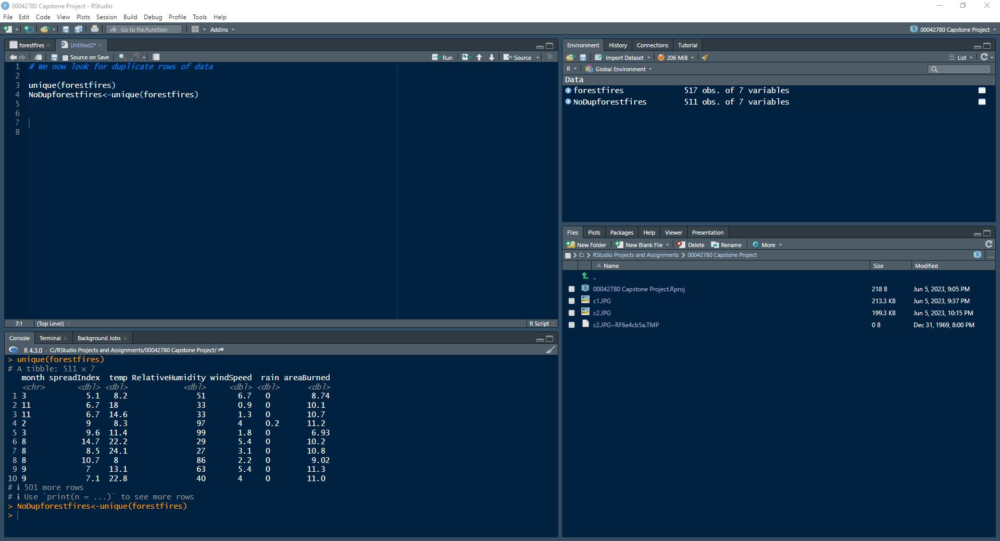 00042780 Capstone Project - RStudio
File Edit Code View Plots Session Build Debug Profile Tools Help
Go to file/function Addins 00042780 Capstone Project
forestfires Untitled2*
Source on Save Run Source
1 # We now look for duplicate rows of data
2
3 unique(forestfires)
4 NoDupforestfires<-unique(forestfires)
5
6
7
8
7:1 (Top Level) R Script
Console Terminal Background Jobs
R 4.3.0 · C:/RStudio Projects and Assignments/00042780 Capstone Project/
> unique(forestfires)
# A tibble: 511 × 7
month spreadIndex temp RelativeHumidity windSpeed rain areaBurned
<chr> <dbl> <dbl> <dbl> <dbl> <dbl> <dbl>
1 3 5.1 8.2 51 6.7 0 8.74
2 11 6.7 18 33 0.9 0 10.1
3 11 6.7 14.6 33 1.3 0 10.7
4 2 9 8.3 97 4 0.2 11.2
5 3 9.6 11.4 99 1.8 0 6.93
6 8 14.7 22.2 29 5.4 0 10.2
7 8 8.5 24.1 27 3.1 0 10.8
8 8 10.7 8 86 2.2 0 9.02
9 9 7 13.1 63 5.4 0 11.3
10 9 7.1 22.8 40 4 0 11.0
# ℹ 501 more rows
# ℹ Use `print(n = ...)` to see more rows
> NoDupforestfires<-unique(forestfires)
>
Environment History Connections Tutorial
Import Dataset 206 MiB List
R Global Environment
Data
forestfires 517 obs. of 7 variables
NoDupforestfires 511 obs. of 7 variables
Files Plots Packages Help Viewer Presentation
New Folder New Blank File Delete Rename More
C: > RStudio Projects and Assignments > 00042780 Capstone Project ...
Name Size Modified
..
00042780 Capstone Project.Rproj 218 B Jun 5, 2023, 9:05 PM
c1.JPG 213.3 KB Jun 5, 2023, 9:37 PM
c2.JPG 199.3 KB Jun 5, 2023, 10:15 PM
c2.JPG~RF6e4cb5a.TMP 0 B Dec 31, 1969, 8:00 PM